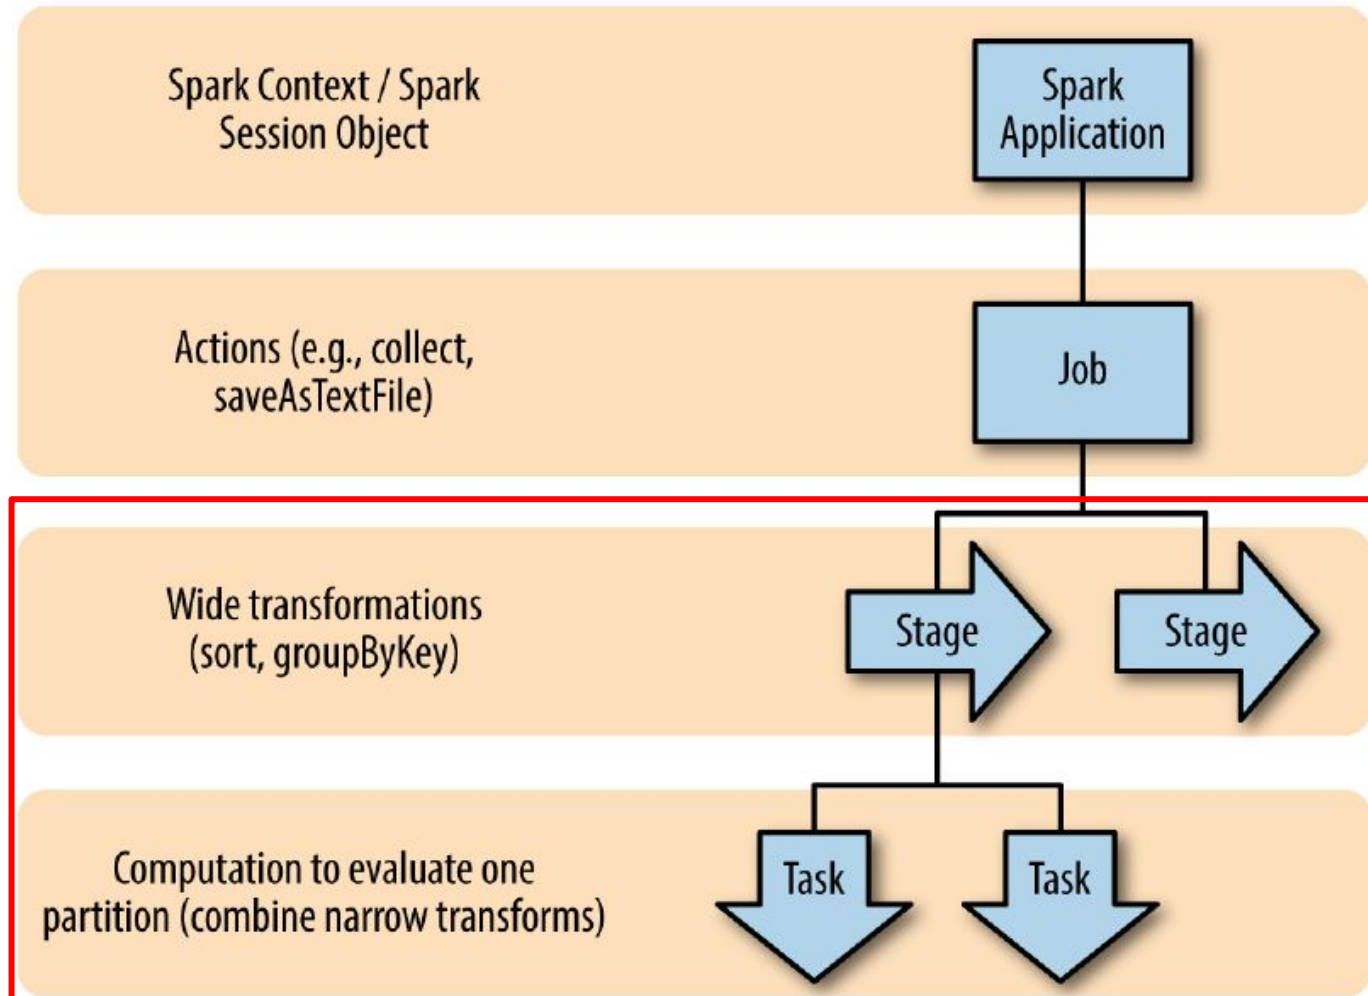 Spark Context / Spark
Session Object
Spark
Application
Actions (e.g., collect,
saveAsTextFile)
Job
Wide transformations
(sort, groupByKey)
Stage
Stage
Computation to evaluate one
partition (combine narrow transforms)
Task
Task